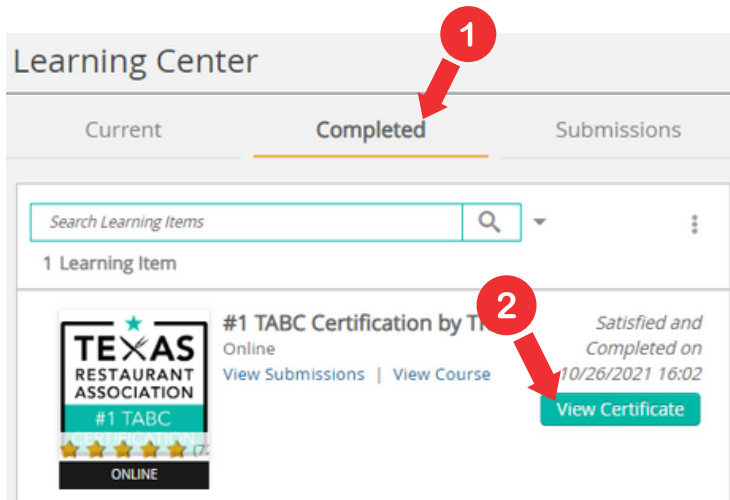 1
Learning Center
Current Completed Submissions
Search Learning Items
1 Learning Item
2
#1 TABC Certification by
Online
View Submissions | View Course
Satisfied and
Completed on
10/26/2021 16:02
View Certificate
TEXAS
RESTAURANT
ASSOCIATION
#1 TABC
CERTIFICATION
ONLINE